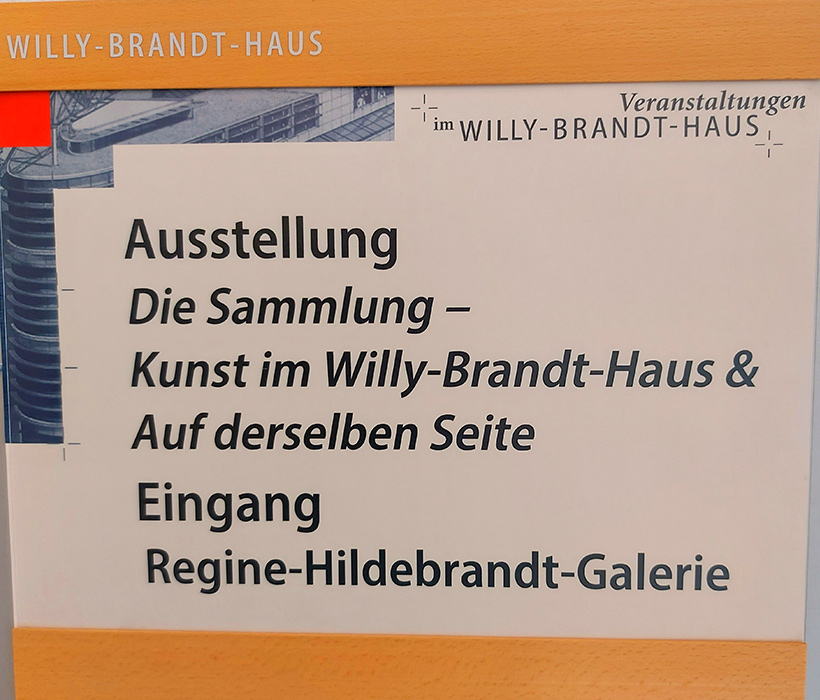 WILLY-BRANDT-HAUS
Veranstaltungen
im WILLY-BRANDT-HAUS
Ausstellung
Die Sammlung –
Kunst im Willy-Brandt-Haus &
Auf derselben Seite
Eingang
Regine-Hildebrandt-Galerie